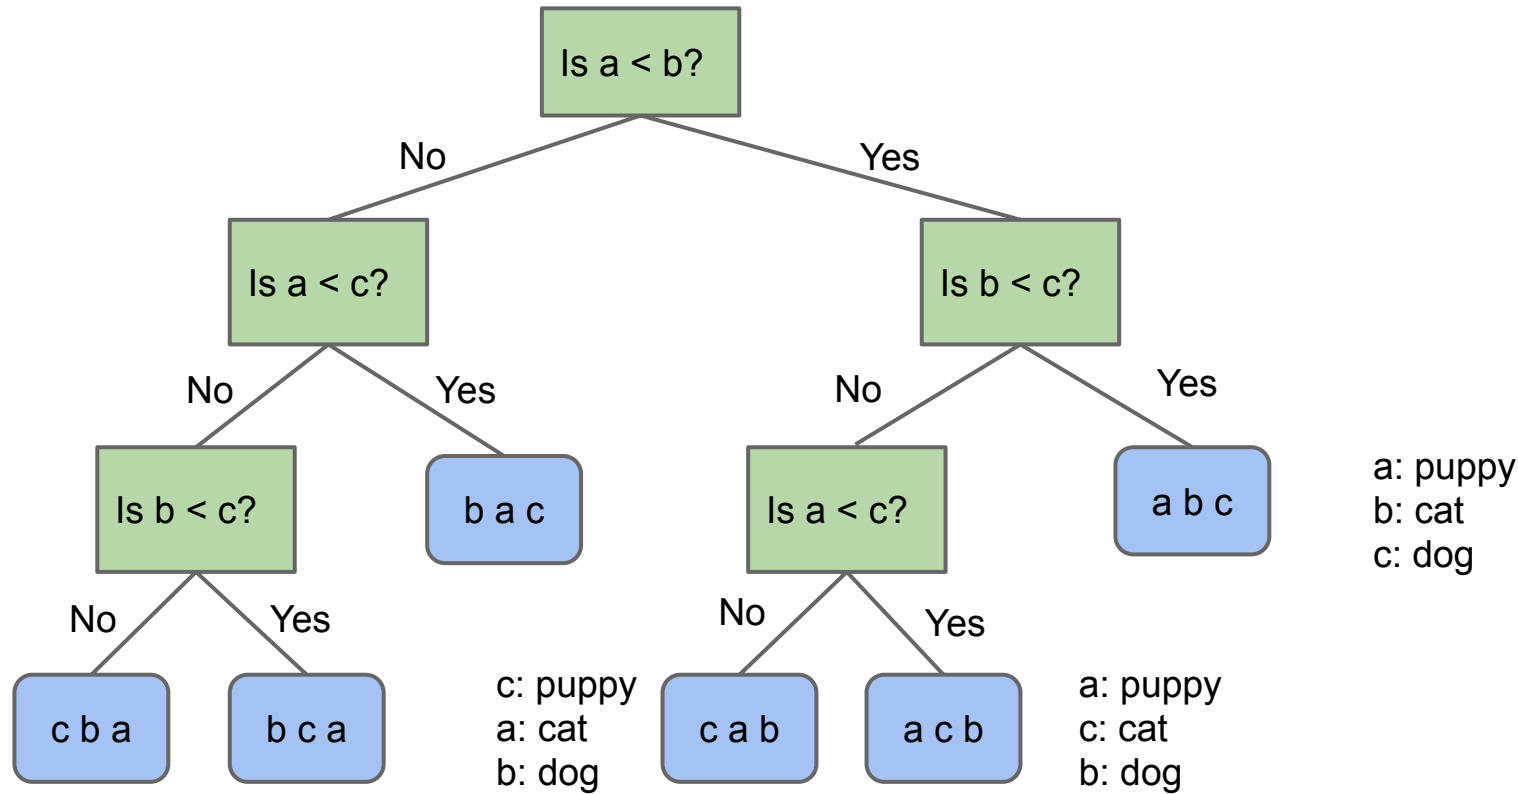 Is a < b?
No
Yes
Is a < c?
Is b < c?
No
Yes
No
Yes
Is b < c?
b a c
Is a < c?
a b c
a: puppy
b: cat
c: dog
No
Yes
No
Yes
c b a
b c a
c: puppy
a: cat
b: dog
c a b
a c b
a: puppy
c: cat
b: dog